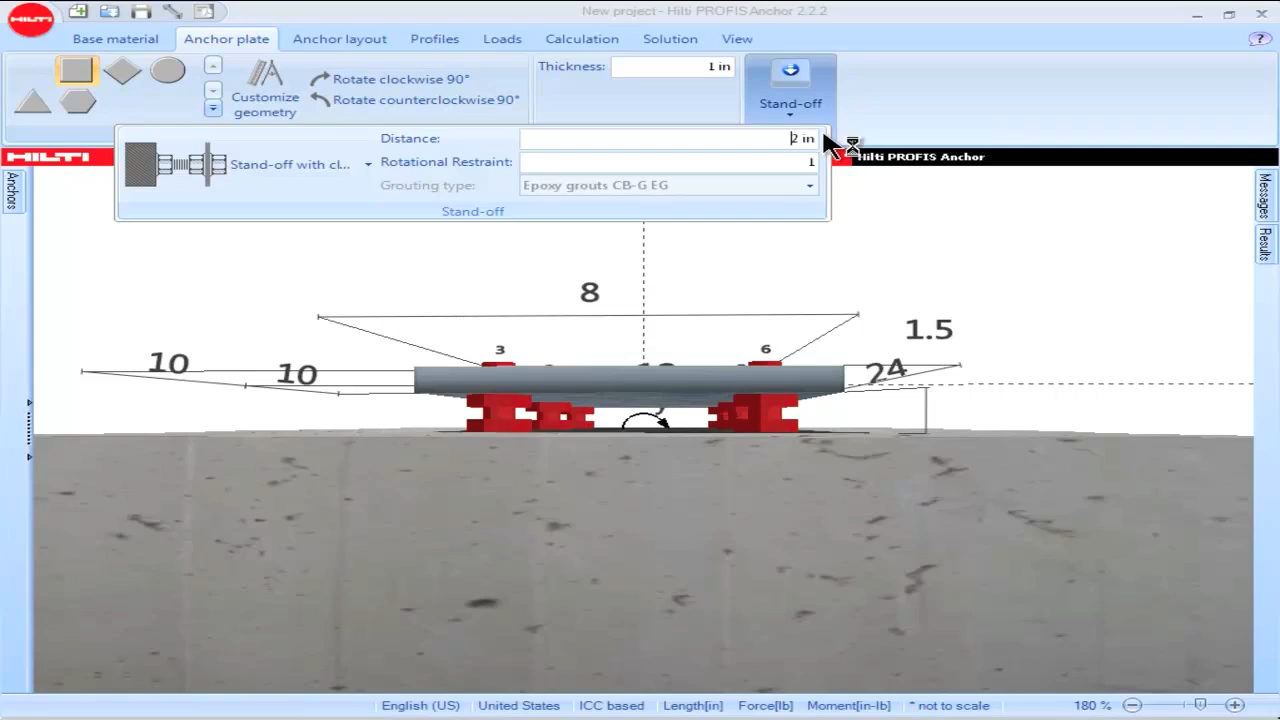 New project - Hilti PROFIS Anchor 2.2.2
HILTI
Base material
Anchor plate
Anchor layout
Profiles
Loads
Calculation
Solution
View
?
Customize geometry
Rotate clockwise 90°
Rotate counterclockwise 90°
Thickness: 1 in
Stand-off
Stand-off with cl...
Distance: 2 in
Rotational Restraint: 1
Grouting type: Epoxy grouts CB-G EG
Stand-off
HILTI
Hilti PROFIS Anchor
Anchors
Messages
Results
8
1.5
3
6
10
10
24
English (US)
United States
ICC based
Length[in]
Force[lb]
Moment[in-lb]
* not to scale
180 %